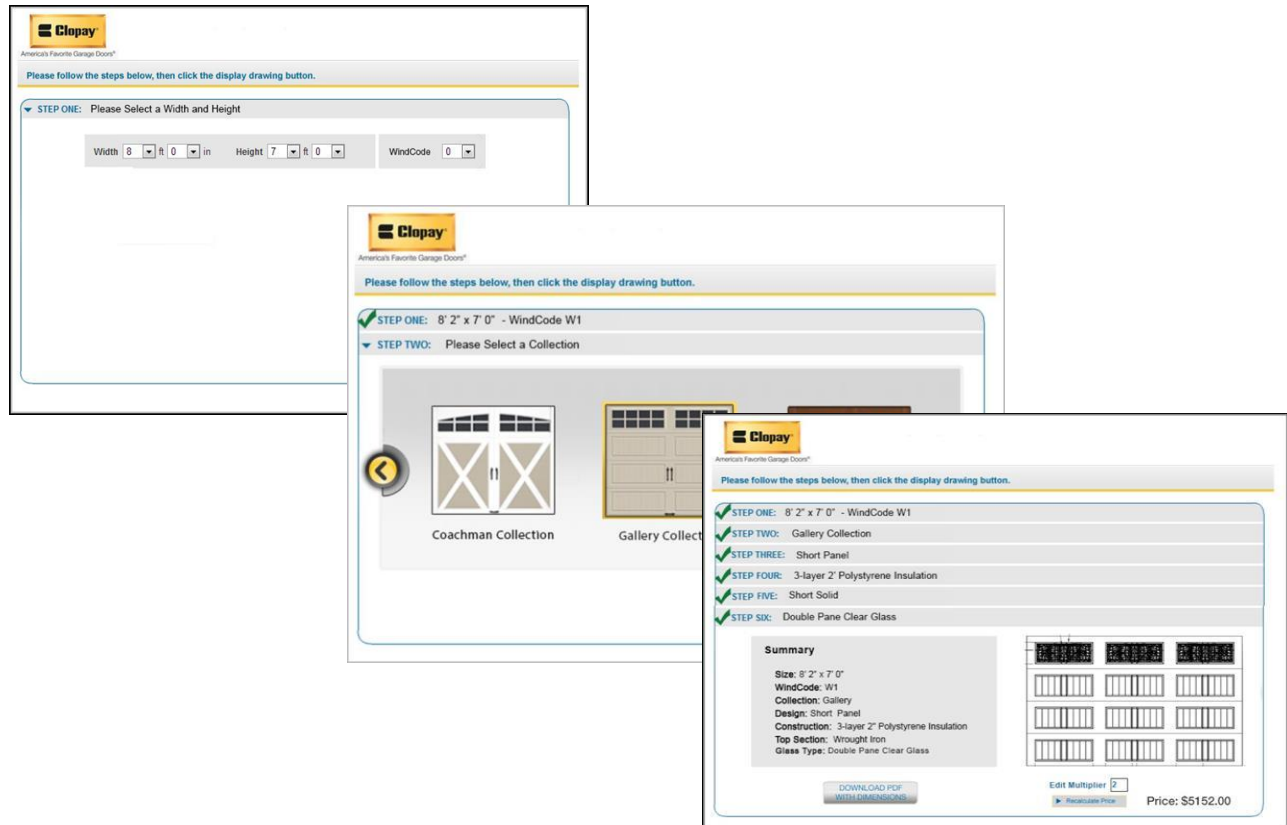 Clopay
America's Favorite Garage Doors®
Please follow the steps below, then click the display drawing button.
STEP ONE: Please Select a Width and Height
Width 8 ft 0 in Height 7 ft 0 WindCode 0
Clopay
America's Favorite Garage Doors®
Please follow the steps below, then click the display drawing button.
STEP ONE: 8' 2" x 7' 0" - WindCode W1
STEP TWO: Please Select a Collection
Coachman Collection
Gallery Collect
Clopay
America's Favorite Garage Doors®
Please follow the steps below, then click the display drawing button.
STEP ONE: 8' 2" x 7' 0" - WindCode W1
STEP TWO: Gallery Collection
STEP THREE: Short Panel
STEP FOUR: 3-layer 2' Polystyrene Insulation
STEP FIVE: Short Solid
STEP SIX: Double Pane Clear Glass
Summary
Size: 8' 2" x 7' 0"
WindCode: W1
Collection: Gallery
Design: Short Panel
Construction: 3-layer 2" Polystyrene Insulation
Top Section: Wrought Iron
Glass Type: Double Pane Clear Glass
DOWNLOAD PDF
WITH DIMENSIONS
Edit Multiplier 2
Recalculate Price
Price: $5152.00